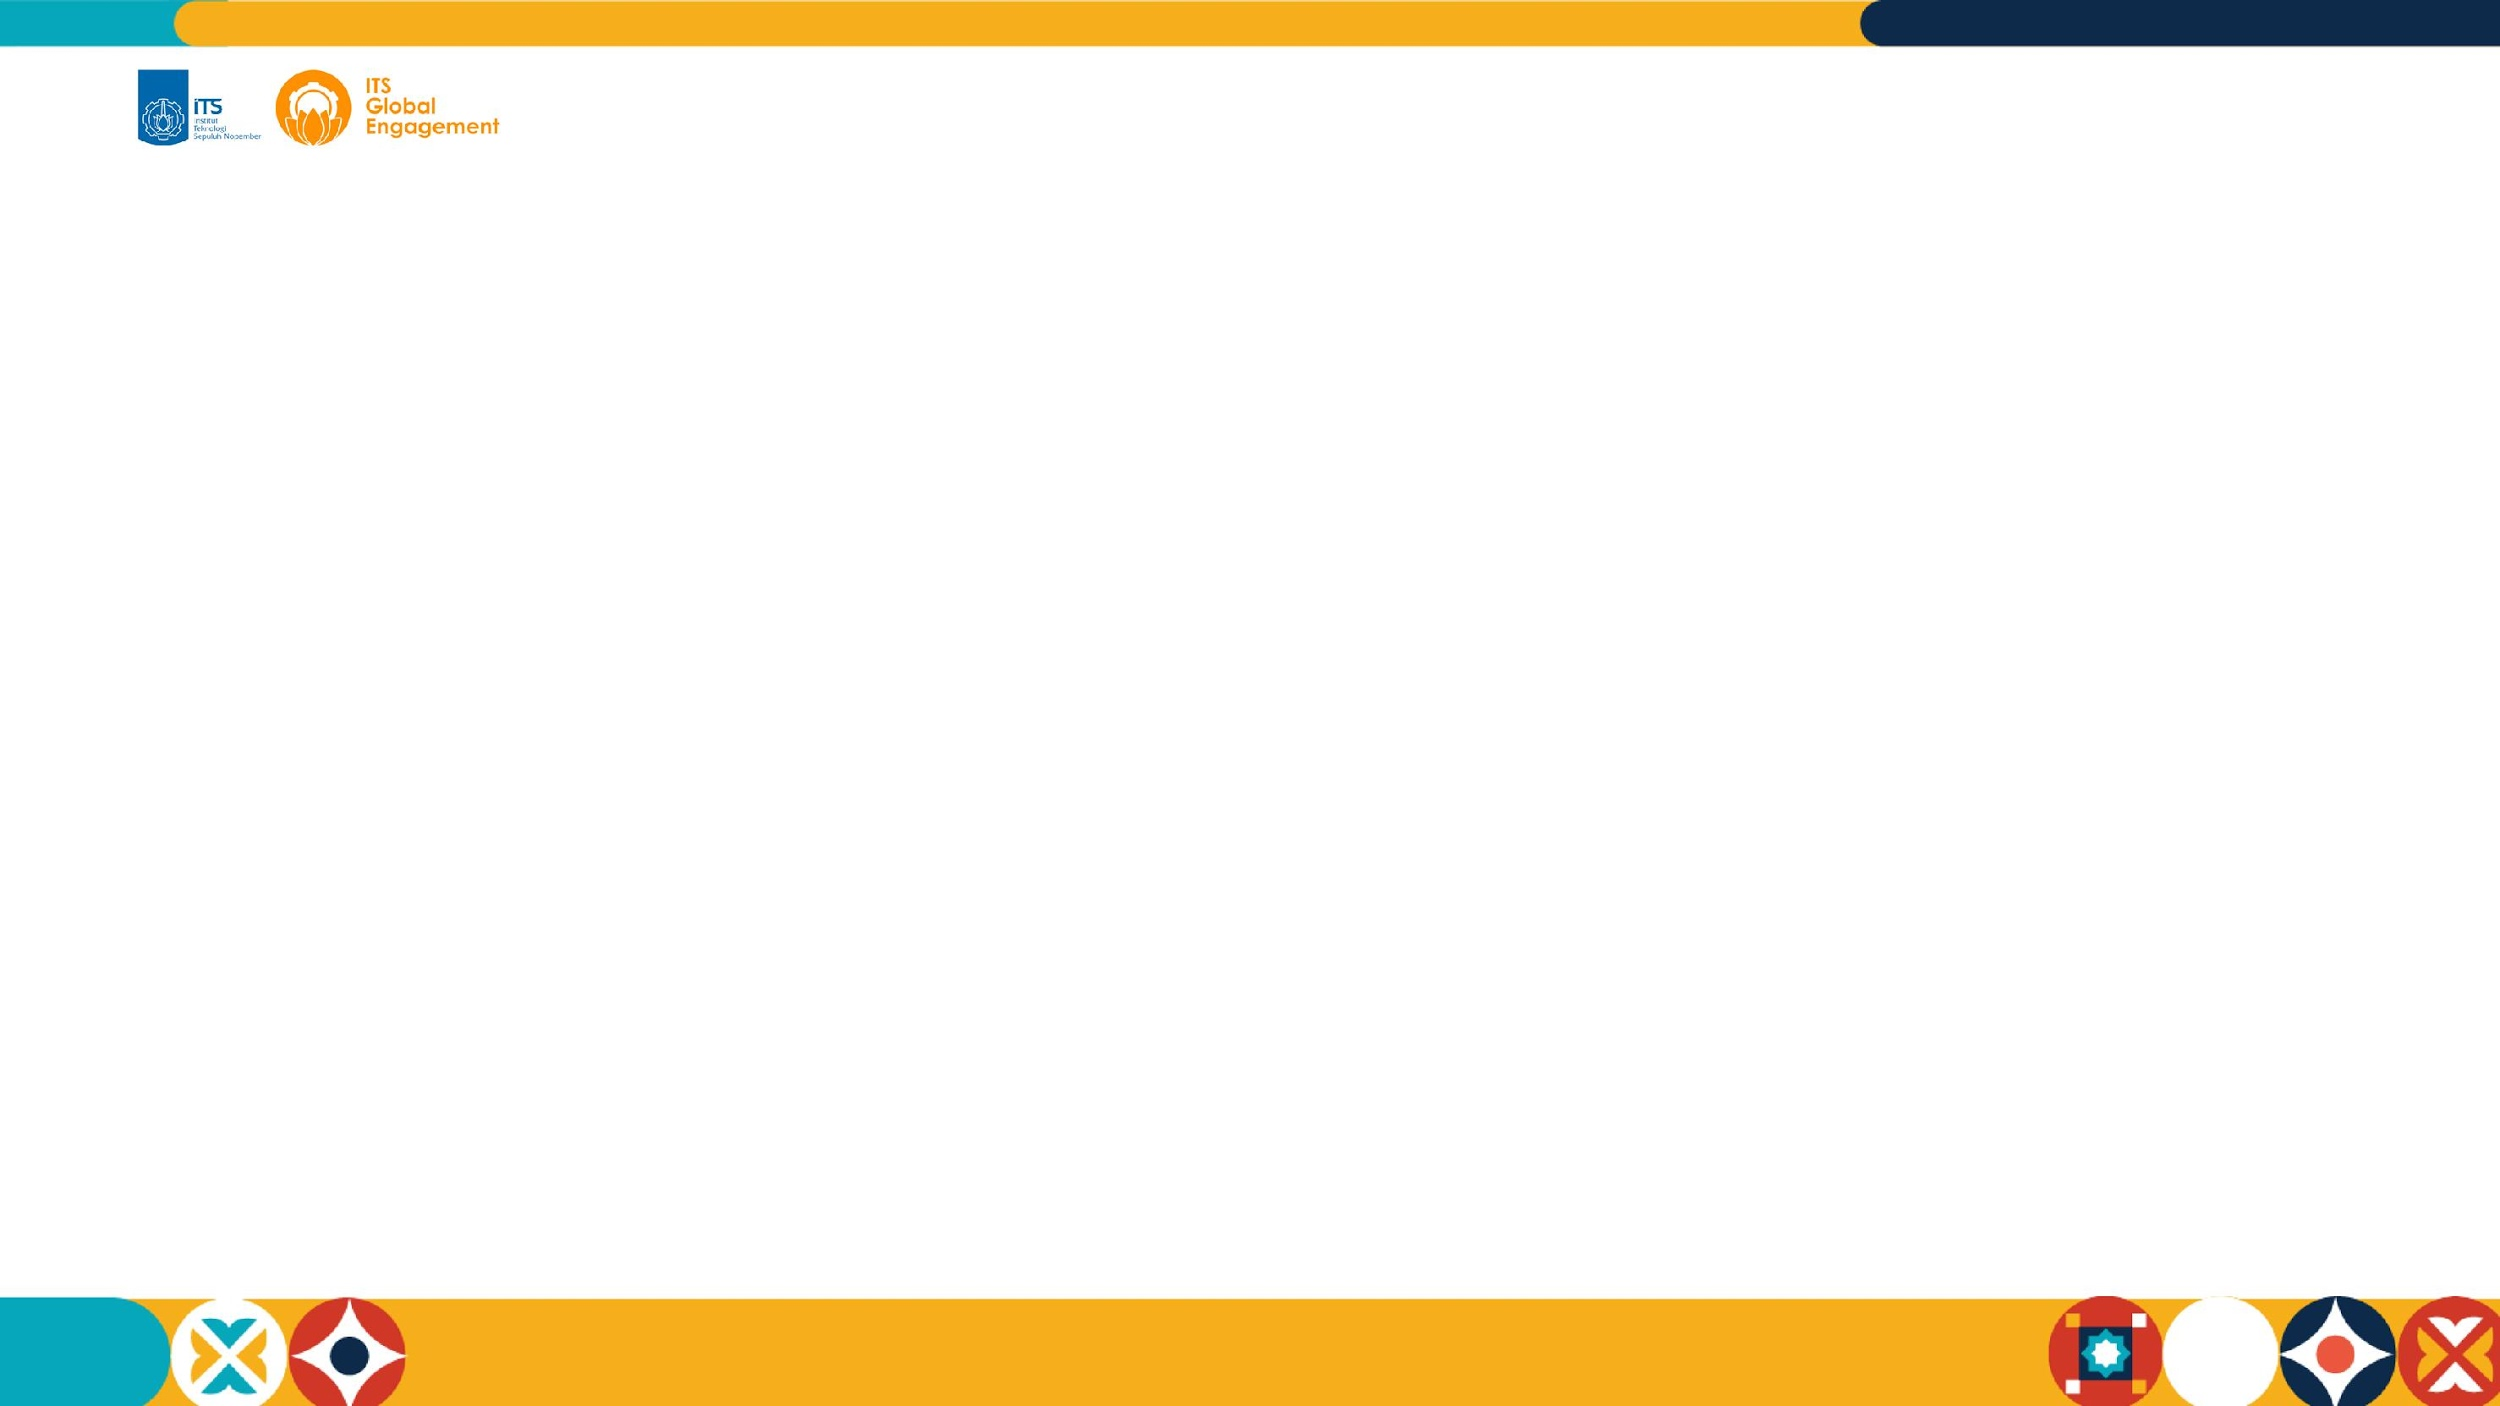 iTS
Institut
Teknologi
Sepuluh Nopember
ITS
Global
Engagement